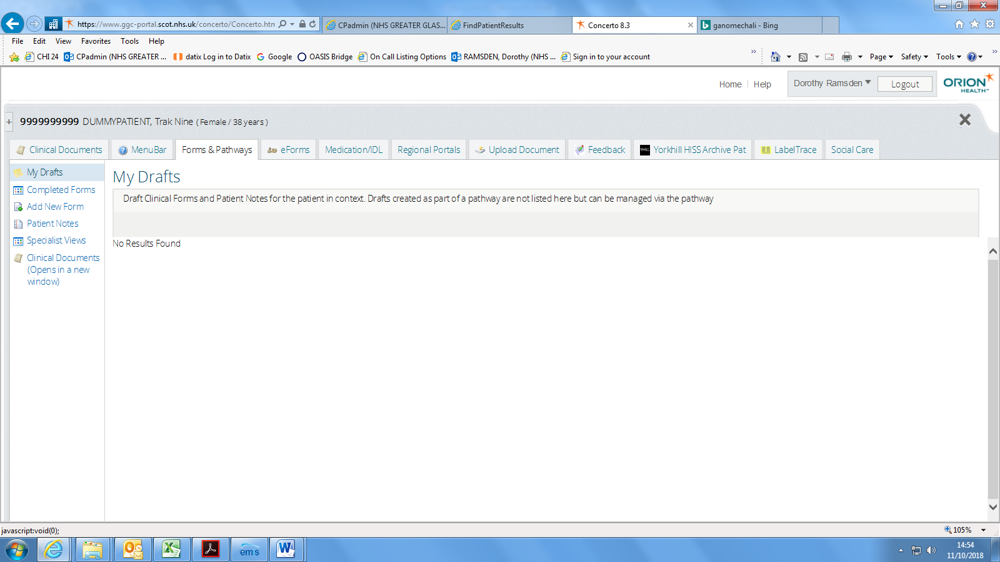 https://www.ggc-portal.scot.nhs.uk/concerto/Concerto.htm
CPadmin (NHS GREATER GLAS...
FindPatientResults
Concerto 8.3
ganomechali - Bing
File Edit View Favorites Tools Help
CHI 24
CPadmin (NHS GREATER ...
datix Log in to Datix
Google
OASIS Bridge
On Call Listing Options
RAMSDEN, Dorothy (NHS ...
Sign in to your account
Page Safety Tools
Home Help
Dorothy Ramsden
Logout
ORION
HEALTH™
+ 9999999999 DUMMYPATIENT, Trak Nine ( Female / 38 years )
Clinical Documents
MenuBar
Forms & Pathways
eForms
Medication/IDL
Regional Portals
Upload Document
Feedback
YHILL
Yorkhill HISS Archive Pat
LabelTrace
Social Care
My Drafts
Completed Forms
Add New Form
Patient Notes
Specialist Views
Clinical Documents
(Opens in a new
window)
My Drafts
Draft Clinical Forms and Patient Notes for the patient in context. Drafts created as part of a pathway are not listed here but can be managed via the pathway
No Results Found
javascript:void(0);
105%
ems
14:54
11/10/2018